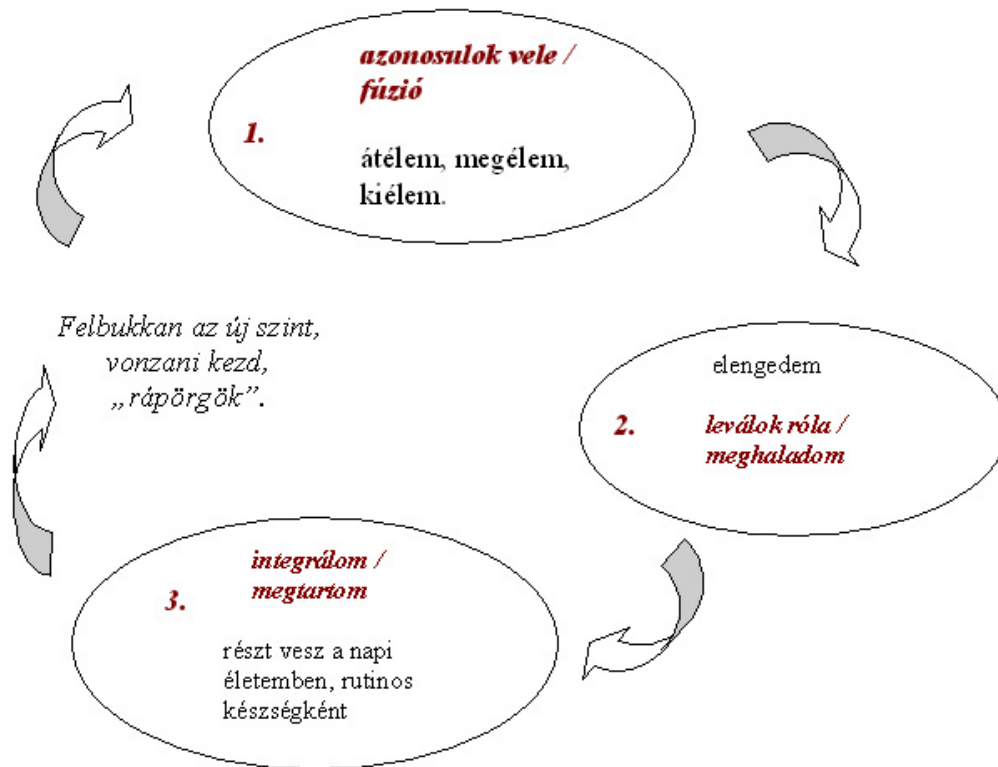 azonosulok vele /
fúzió
1.
átélem, megélem,
kiélem.
elengedem
2.
leválok róla /
meghaladom
integrálom /
megtartom
3.
részt vesz a napi
életemben, rutinos
készségként
Felbukkan az új szint,
vonzani kezd,
„rápörgök”.